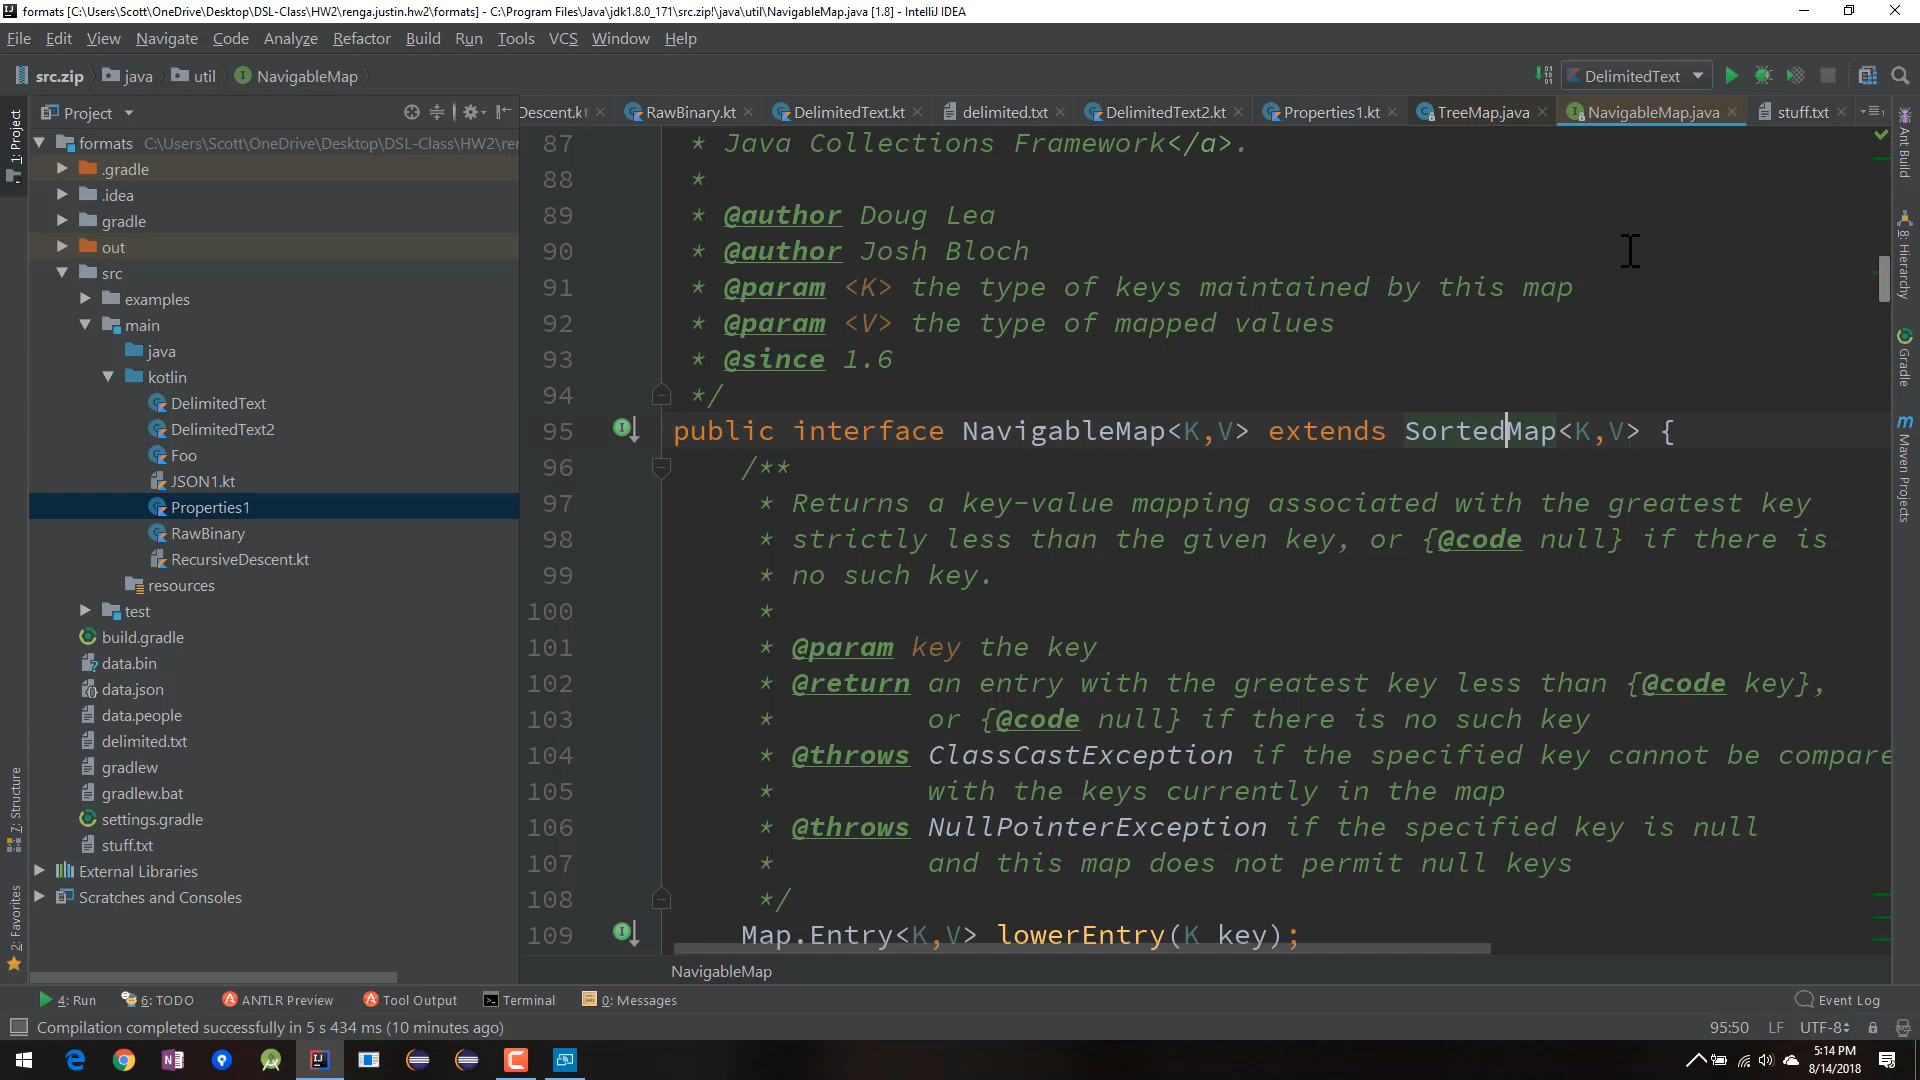 formats [C:\Users\Scott\OneDrive\Desktop\DSL-Class\HW2\renga.justin.hw2\formats] - C:\Program Files\Java\jdk1.8.0_171\src.zip!\java\util\NavigableMap.java [1.8] - IntelliJ IDEA
File Edit View Navigate Code Analyze Refactor Build Run Tools VCS Window Help
src.zip java util NavigableMap DelimitedText
Project Descent.kt RawBinary.kt DelimitedText.kt delimited.txt DelimitedText2.kt Properties1.kt TreeMap.java NavigableMap.java stuff.txt
1: Project
7: Structure
2: Favorites
formats C:\Users\Scott\OneDrive\Desktop\DSL-Class\HW2\ren
.gradle
.idea
gradle
out
src
examples
main
java
kotlin
DelimitedText
DelimitedText2
Foo
JSON1.kt
Properties1
RawBinary
RecursiveDescent.kt
resources
test
build.gradle
data.bin
data.json
data.people
delimited.txt
gradlew
gradlew.bat
settings.gradle
stuff.txt
External Libraries
Scratches and Consoles
87 * Java Collections Framework</a>.
88 *
89 * @author Doug Lea
90 * @author Josh Bloch
91 * @param <K> the type of keys maintained by this map
92 * @param <V> the type of mapped values
93 * @since 1.6
94 */
95 public interface NavigableMap<K,V> extends SortedMap<K,V> {
96 /**
97 * Returns a key-value mapping associated with the greatest key
98 * strictly less than the given key, or {@code null} if there is
99 * no such key.
100 *
101 * @param key the key
102 * @return an entry with the greatest key less than {@code key},
103 * or {@code null} if there is no such key
104 * @throws ClassCastException if the specified key cannot be compare
105 * with the keys currently in the map
106 * @throws NullPointerException if the specified key is null
107 * and this map does not permit null keys
108 */
109 Map.Entry<K,V> lowerEntry(K key);
NavigableMap
Ant Build
8: Hierarchy
Gradle
Maven Projects
4: Run 6: TODO ANTLR Preview Tool Output Terminal 0: Messages Event Log
Compilation completed successfully in 5 s 434 ms (10 minutes ago) 95:50 LF UTF-8
5:14 PM
8/14/2018